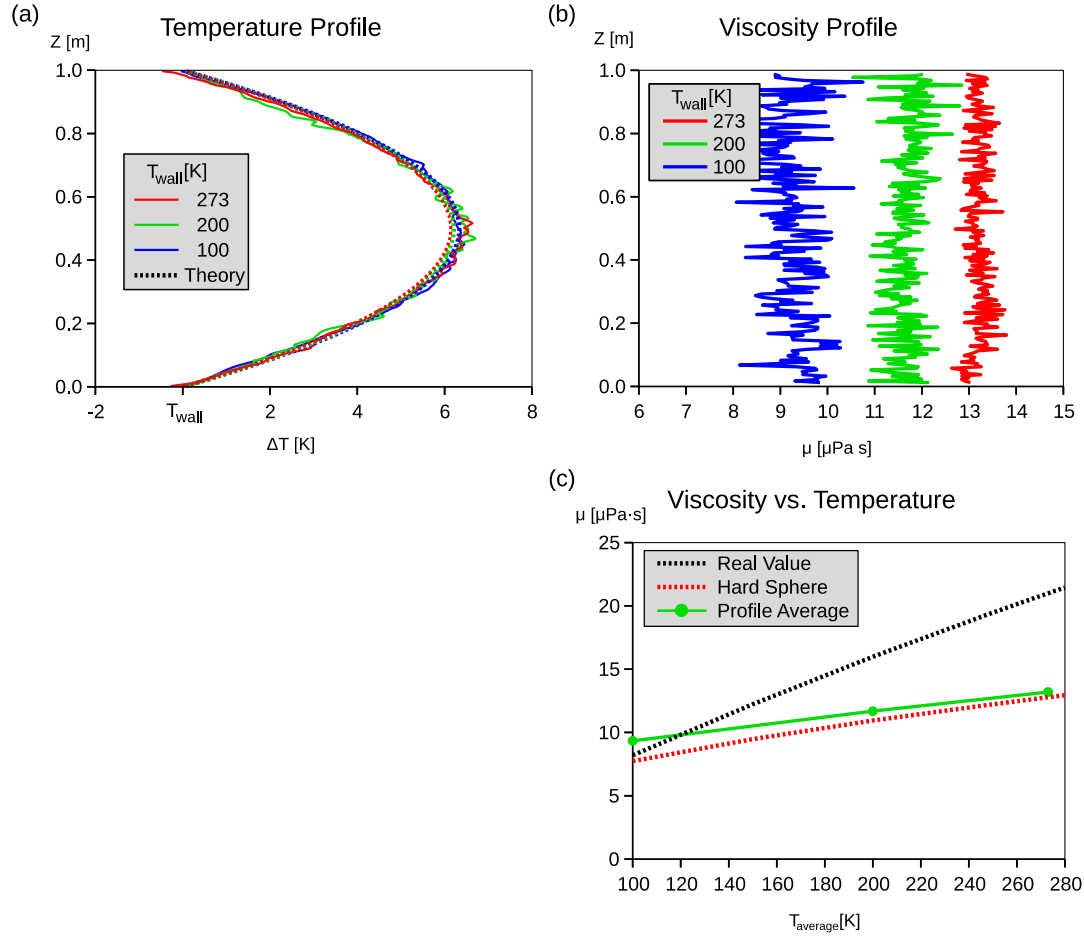 (a)
Temperature Profile
Z [m]
1.0
0.8
0.6
0.4
0.2
0.0
T wall [K]
273
200
100
Theory
-2
T wall
2
4
6
8
ΔT [K]
(b)
Viscosity Profile
Z [m]
1.0
0.8
0.6
0.4
0.2
0.0
T wall [K]
273
200
100
6
7
8
9
10
11
12
13
14
15
μ [μPa s]
(c)
Viscosity vs. Temperature
μ [μPa·s]
25
20
15
10
5
0
Real Value
Hard Sphere
Profile Average
100
120
140
160
180
200
220
240
260
280
T average [K]